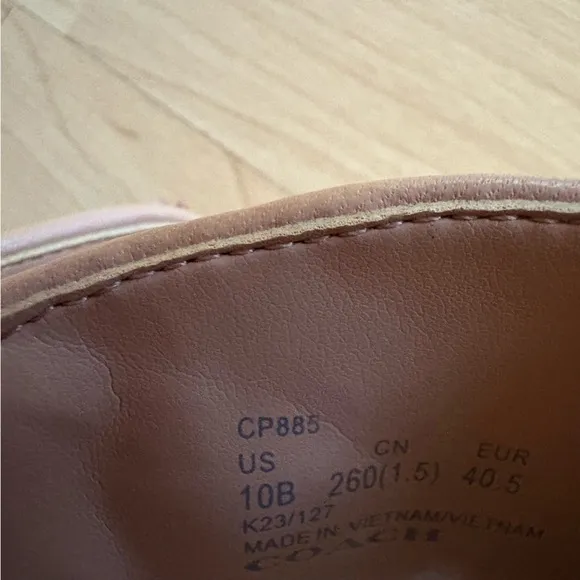 CP885
US CN EUR
10B 260(1.5) 40.5
K23/127
MADE IN VIETNAM/VIETNAM
COACH